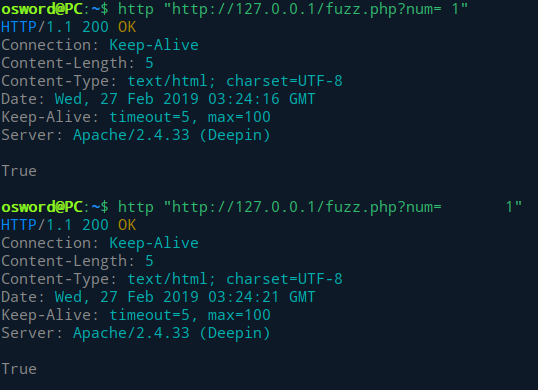 osword@PC:~$ http "http://127.0.0.1/fuzz.php?num= 1"
HTTP/1.1 200 OK
Connection: Keep-Alive
Content-Length: 5
Content-Type: text/html; charset=UTF-8
Date: Wed, 27 Feb 2019 03:24:16 GMT
Keep-Alive: timeout=5, max=100
Server: Apache/2.4.33 (Deepin)
True
osword@PC:~$ http "http://127.0.0.1/fuzz.php?num=       1"
HTTP/1.1 200 OK
Connection: Keep-Alive
Content-Length: 5
Content-Type: text/html; charset=UTF-8
Date: Wed, 27 Feb 2019 03:24:21 GMT
Keep-Alive: timeout=5, max=100
Server: Apache/2.4.33 (Deepin)
True